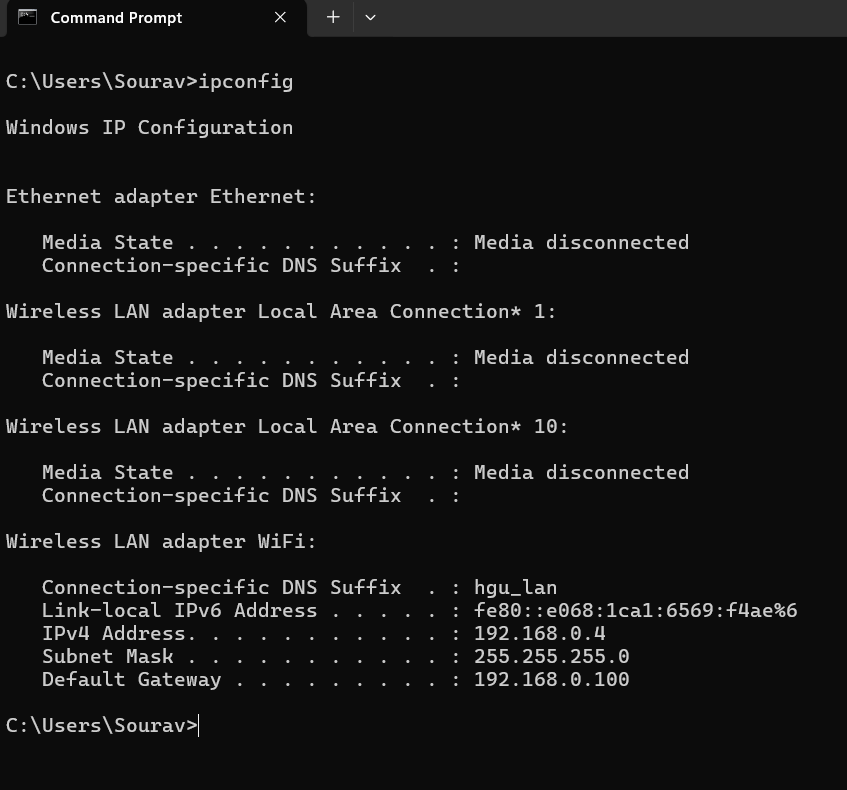 Command Prompt
C:\Users\Sourav>ipconfig
Windows IP Configuration
Ethernet adapter Ethernet:
Media State . . . . . . . . . . . : Media disconnected
Connection-specific DNS Suffix  . :
Wireless LAN adapter Local Area Connection* 1:
Media State . . . . . . . . . . . : Media disconnected
Connection-specific DNS Suffix  . :
Wireless LAN adapter Local Area Connection* 10:
Media State . . . . . . . . . . . : Media disconnected
Connection-specific DNS Suffix  . :
Wireless LAN adapter WiFi:
Connection-specific DNS Suffix  . : hgu_lan
Link-local IPv6 Address . . . . . : fe80::e068:1ca1:6569:f4ae%6
IPv4 Address. . . . . . . . . . . : 192.168.0.4
Subnet Mask . . . . . . . . . . . : 255.255.255.0
Default Gateway . . . . . . . . . : 192.168.0.100
C:\Users\Sourav>